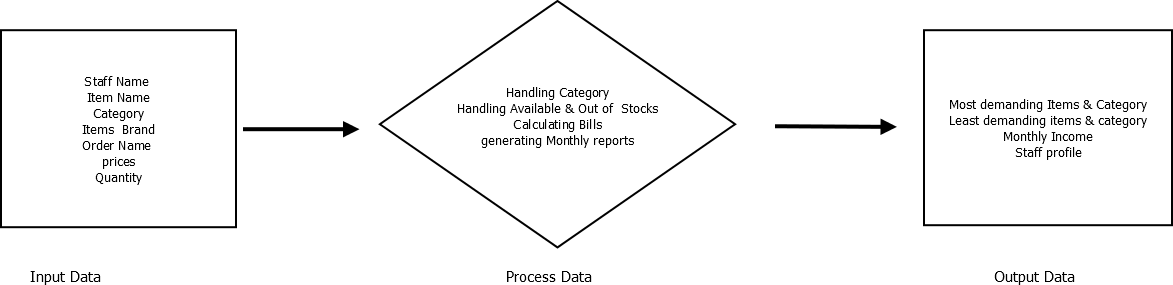 Staff Name
Item Name
Category
Items Brand
Order Name
prices
Quantity
Handling Category
Handling Available & Out of Stocks
Calculating Bills
generating Monthly reports
Most demanding Items & Category
Least demanding items & category
Monthly Income
Staff profile
Input Data
Process Data
Output Data